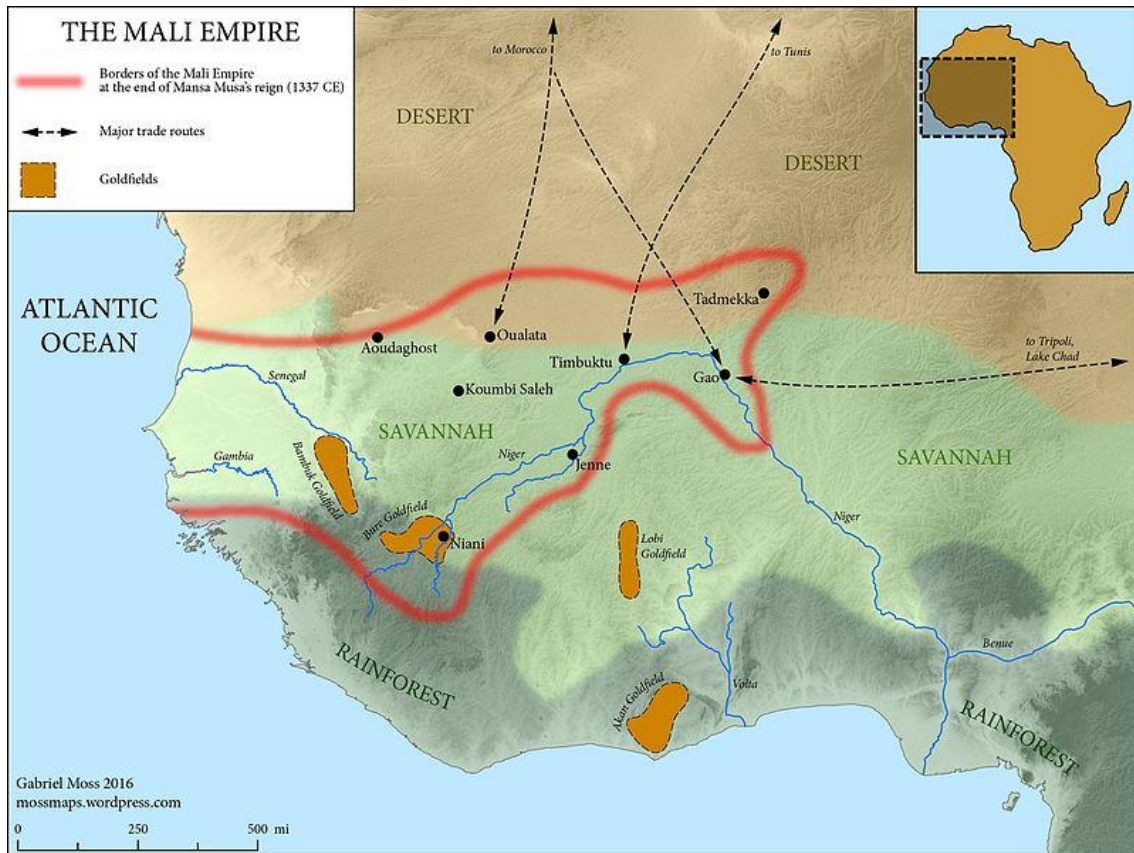 THE MALI EMPIRE
Borders of the Mali Empire
at the end of Mansa Musa's reign (1337 CE)
Major trade routes
Goldfields
to Morocco
to Tunis
DESERT
DESERT
ATLANTIC
OCEAN
Tadmekka
Oualata
Aoudaghost
Timbuktu
Gao
to Tripoli,
Lake Chad
Senegal
Koumbi Saleh
SAVANNAH
Gambia
Bambuk Goldfield
Niger
Jenne
SAVANNAH
Bure Goldfield
Niani
Niger
Lobi
Goldfield
RAINFOREST
Benue
Akan Goldfield
Volta
RAINFOREST
Gabriel Moss 2016
mossmaps.wordpress.com
0 250 500 mi